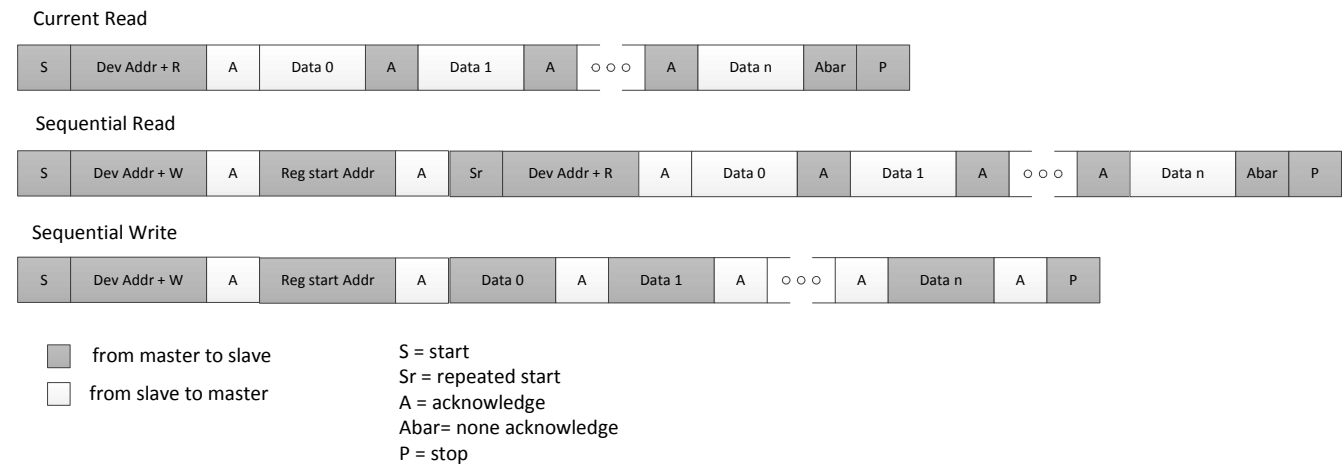 Current Read
S Dev Addr + R A Data 0 A Data 1 A A Data n Abar P
Sequential Read
S Dev Addr + W A Reg start Addr A Sr Dev Addr + R A Data 0 A Data 1 A A Data n Abar P
Sequential Write
S Dev Addr + W A Reg start Addr A Data 0 A Data 1 A A Data n A P
from master to slave
from slave to master
S = start
Sr = repeated start
A = acknowledge
Abar= none acknowledge
P = stop